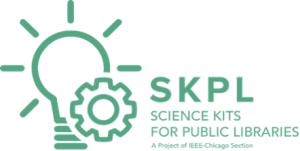 SKPL
SCIENCE KITS
FOR PUBLIC LIBRARIES
A Project of IEEE-Chicago Section